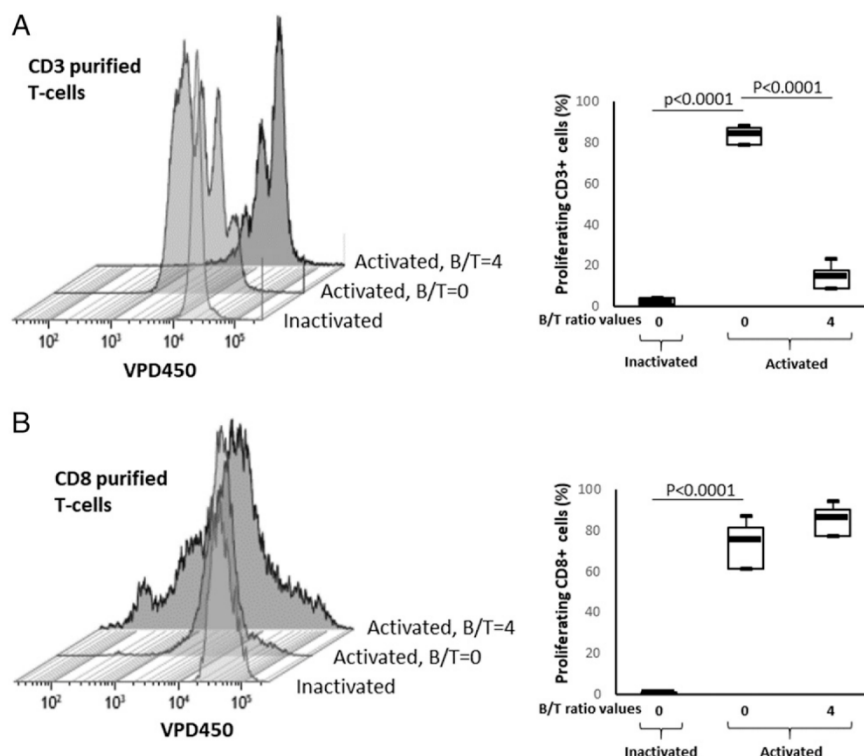 A
CD3 purified
T-cells
Activated, B/T=4
Activated, B/T=0
Inactivated
10² 10³ 10⁴ 10⁵
VPD450
Proliferating CD3+ cells (%)
p<0.0001 P<0.0001
100
80
60
40
20
0
B/T ratio values 0 0 4
Inactivated Activated
B
CD8 purified
T-cells
Activated, B/T=4
Activated, B/T=0
Inactivated
10² 10³ 10⁴ 10⁵
VPD450
Proliferating CD8+ cells (%)
P<0.0001
100
80
60
40
20
0
B/T ratio values 0 0 4
Inactivated Activated